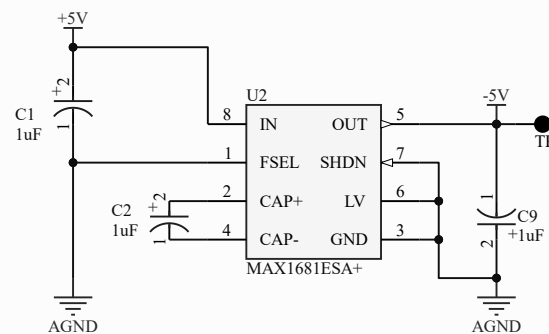 +5V
U2
-5V
+ 2
C1
1uF
1
8 IN OUT 5
1 FSEL SHDN 7
2 CAP+ LV 6
4 CAP- GND 3
MAX1681ESA+
C2
1uF
+ 2
1
1
C9
+1uF
2
AGND
AGND